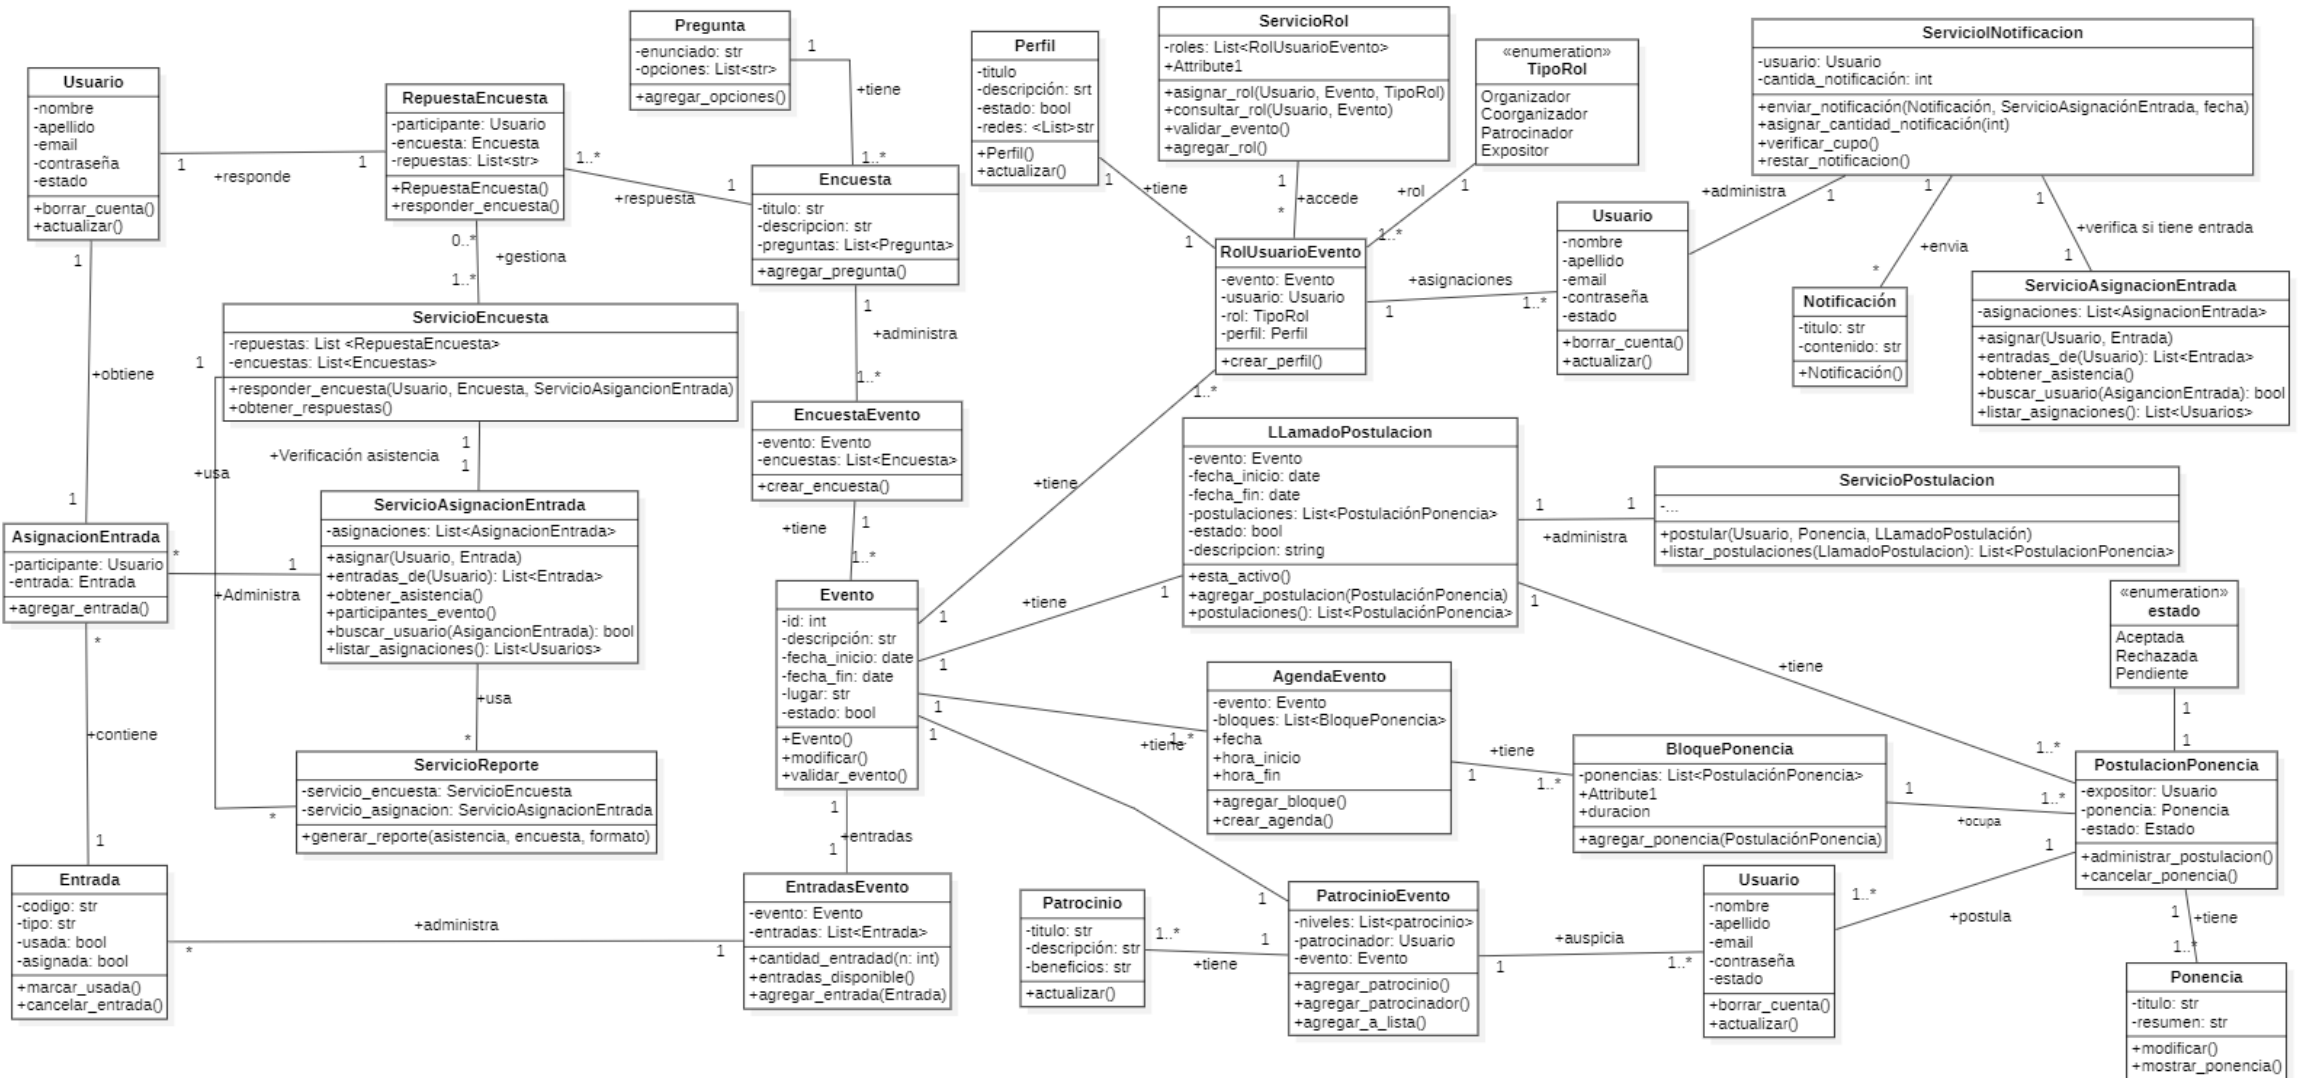 Usuario
-nombre
-apellido
-email
-contraseña
-estado
+borrar_cuenta()
+actualizar()
1
+responde
1
RepuestaEncuesta
-participante: Usuario
-encuesta: Encuesta
-repuestas: List<str>
+RepuestaEncuesta()
+responder_encuesta()
Pregunta
-enunciado: str
-opciones: List<str>
+agregar_opciones()
1
+tiene
1..*
1..*
+respuesta
1
Encuesta
-titulo: str
-descripcion: str
-preguntas: List<Pregunta>
+agregar_pregunta()
0..*
+gestiona
1..*
ServicioEncuesta
-repuestas: List <RepuestaEncuesta>
-encuestas: List<Encuestas>
+responder_encuesta(Usuario, Encuesta, ServicioAsigancionEntrada)
+obtener_respuestas()
1
+usa
*
1
+Verificación asistencia
1
1
+obtiene
1
AsignacionEntrada
-participante: Usuario
-entrada: Entrada
+agregar_entrada()
*
+Administra
1
ServicioAsignacionEntrada
-asignaciones: List<AsignacionEntrada>
+asignar(Usuario, Entrada)
+entradas_de(Usuario): List<Entrada>
+obtener_asistencia()
+participantes_evento()
+buscar_usuario(AsigancionEntrada): bool
+listar_asignaciones(): List<Usuarios>
+usa
*
ServicioReporte
-servicio_encuesta: ServicioEncuesta
-servicio_asignacion: ServicioAsignacionEntrada
+generar_reporte(asistencia, encuesta, formato)
*
+contiene
1
Entrada
-codigo: str
-tipo: str
-usada: bool
-asignada: bool
+marcar_usada()
+cancelar_entrada()
*
+administra
1
1
+administra
1..*
EncuestaEvento
-evento: Evento
-encuestas: List<Encuesta>
+crear_encuesta()
+tiene
1
1..*
Evento
-id: int
-descripción: str
-fecha_inicio: date
-fecha_fin: date
-lugar: str
-estado: bool
+Evento()
+modificar()
+validar_evento()
1
+entradas
1
EntradasEvento
-evento: Evento
-entradas: List<Entrada>
+cantidad_entradad(n: int)
+entradas_disponible()
+agregar_entrada(Entrada)
Perfil
-titulo
-descripción: srt
-estado: bool
-redes: <List>str
+Perfil()
+actualizar()
1
+tiene
1
ServicioRol
-roles: List<RolUsuarioEvento>
+Attribute1
+asignar_rol(Usuario, Evento, TipoRol)
+consultar_rol(Usuario, Evento)
+validar_evento()
+agregar_rol()
1
+accede
*
«enumeration»
TipoRol
Organizador
Coorganizador
Patrocinador
Expositor
+rol
1
1..*
RolUsuarioEvento
-evento: Evento
-usuario: Usuario
-rol: TipoRol
-perfil: Perfil
+crear_perfil()
1..*
+tiene
1
+asignaciones
1
1..*
Usuario
-nombre
-apellido
-email
-contraseña
-estado
+borrar_cuenta()
+actualizar()
+administra
1
ServiciolNotificacion
-usuario: Usuario
-cantida_notificación: int
+enviar_notificación(Notificación, ServicioAsignaciónEntrada, fecha)
+asignar_cantidad_notificación(int)
+verificar_cupo()
+restar_notificacion()
1
+envia
*
1
+verifica si tiene entrada
1
Notificación
-titulo: str
-contenido: str
+Notificación()
ServicioAsignacionEntrada
-asignaciones: List<AsignacionEntrada>
+asignar(Usuario, Entrada)
+entradas_de(Usuario): List<Entrada>
+obtener_asistencia()
+buscar_usuario(AsigancionEntrada): bool
+listar_asignaciones(): List<Usuarios>
LLamadoPostulacion
-evento: Evento
-fecha_inicio: date
-fecha_fin: date
-postulaciones: List<PostulaciónPonencia>
-estado: bool
-descripcion: string
+esta_activo()
+agregar_postulacion(PostulaciónPonencia)
+postulaciones(): List<PostulaciónPonencia>
+tiene
1
1
1
+administra
1
ServicioPostulacion
-...
+postular(Usuario, Ponencia, LLamadoPostulación)
+listar_postulaciones(LlamadoPostulacion): List<PostulacionPonencia>
1
+tiene
1..*
«enumeration»
estado
Aceptada
Rechazada
Pendiente
1
1
AgendaEvento
-evento: Evento
-bloques: List<BloquePonencia>
+fecha
+hora_inicio
+hora_fin
+agregar_bloque()
+crear_agenda()
1
+tiene
1..*
+tiene
1
1..*
BloquePonencia
-ponencias: List<PostulaciónPonencia>
+Attribute1
+duracion
+agregar_ponencia(PostulaciónPonencia)
1
+ocupa
1..*
PostulacionPonencia
-expositor: Usuario
-ponencia: Ponencia
-estado: Estado
+administrar_postulacion()
+cancelar_ponencia()
1
+tiene
1..*
Ponencia
-titulo: str
-resumen: str
+modificar()
+mostrar_ponencia()
1
1
Patrocinio
-titulo: str
-descripción: str
-beneficios: str
+actualizar()
1..*
+tiene
1
PatrocinioEvento
-niveles: List<patrocinio>
-patrocinador: Usuario
-evento: Evento
+agregar_patrocinio()
+agregar_patrocinador()
+agregar_a_lista()
+auspicia
1
1..*
Usuario
-nombre
-apellido
-email
-contraseña
-estado
+borrar_cuenta()
+actualizar()
1..*
+postula
1